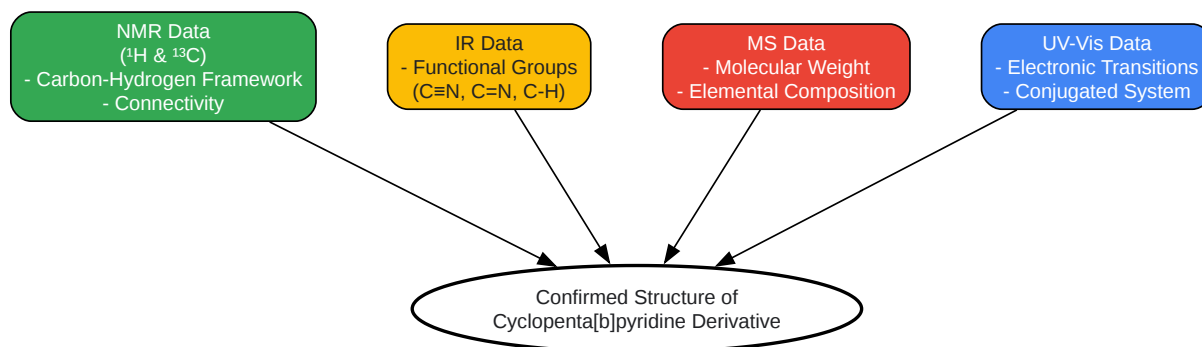 NMR Data
(¹H & ¹³C)
- Carbon-Hydrogen Framework
- Connectivity
IR Data
- Functional Groups
(C≡N, C=N, C-H)
MS Data
- Molecular Weight
- Elemental Composition
UV-Vis Data
- Electronic Transitions
- Conjugated System
Confirmed Structure of
Cyclopenta[b]pyridine Derivative